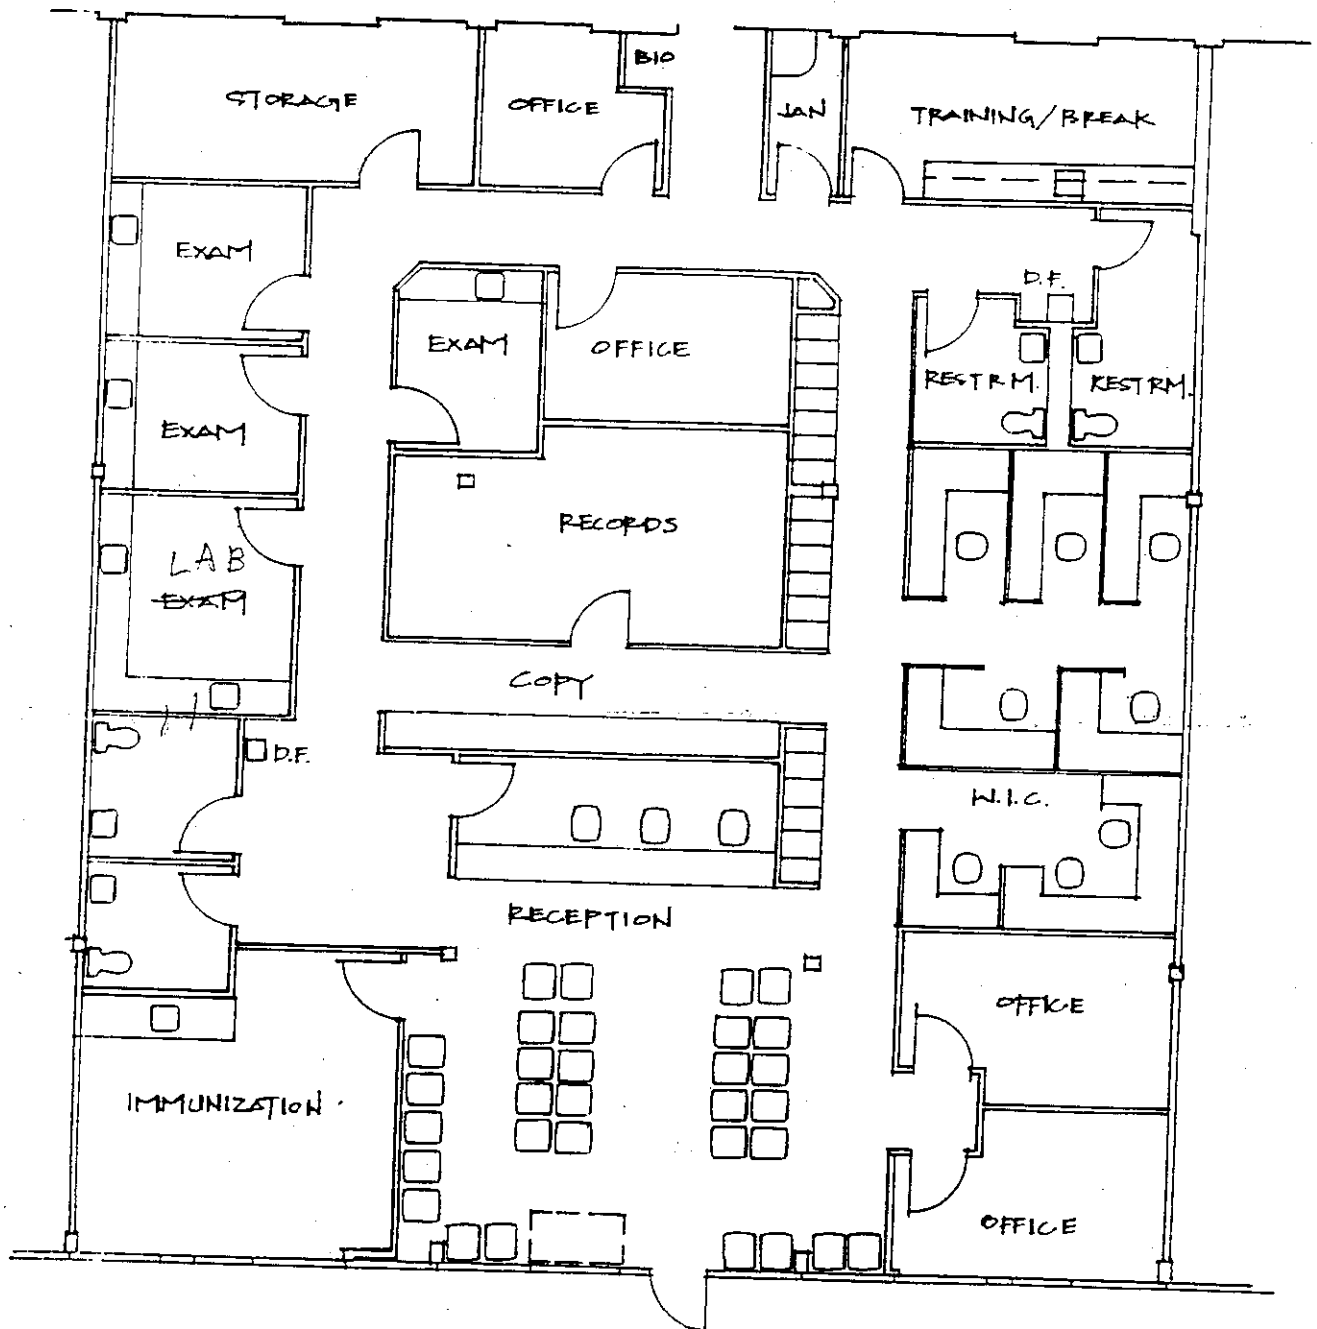 BIO
STORAGE
OFFICE
JAN
TRAINING/BREAK
EXAM
D.F.
EXAM
OFFICE
RESTRM.
RESTRM.
EXAM
RECORDS
LAB
EXAM
COPY
D.F.
W.I.C.
RECEPTION
OFFICE
IMMUNIZATION
OFFICE